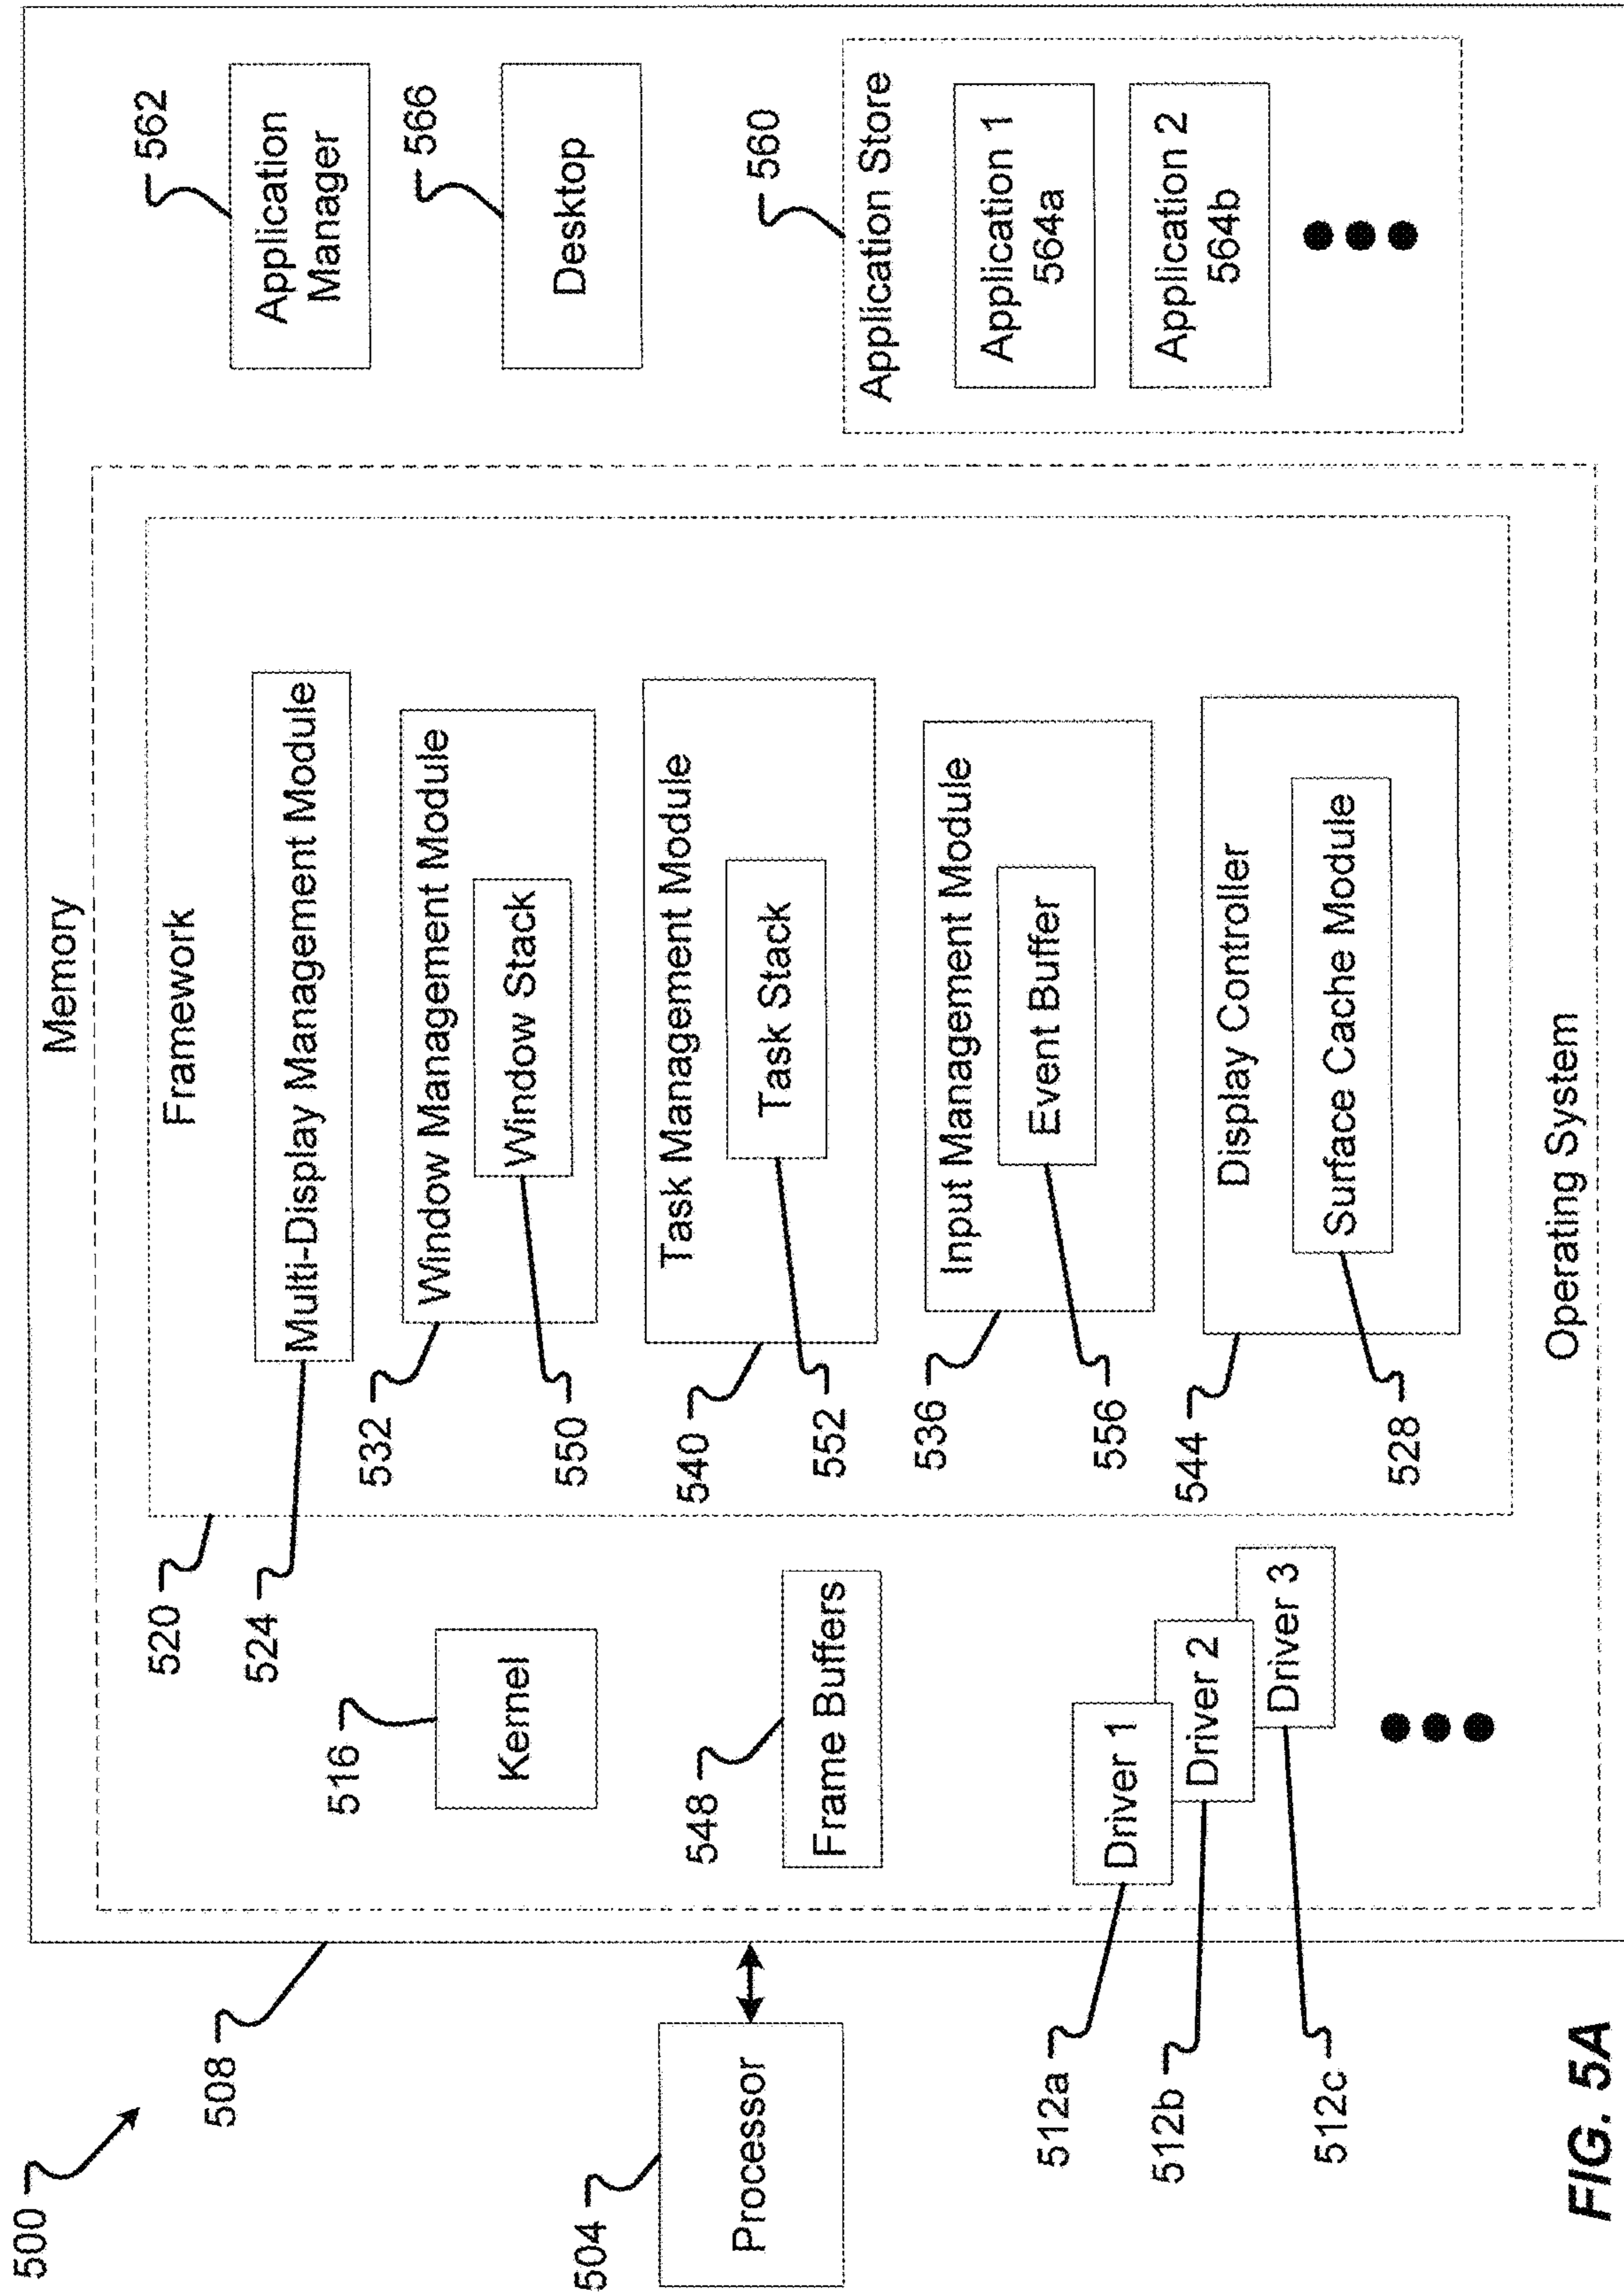 500
508
Memory
504
Processor
520
Framework
524
Multi-Display Management Module
532
Window Management Module
550
Window Stack
540
Task Management Module
552
Task Stack
536
Input Management Module
556
Event Buffer
544
Display Controller
528
Surface Cache Module
516
Kernel
548
Frame Buffers
512a
Driver 1
512b
Driver 2
512c
Driver 3
Operating System
562
Application
Manager
566
Desktop
560
Application Store
Application 1
564a
Application 2
564b
FIG. 5A